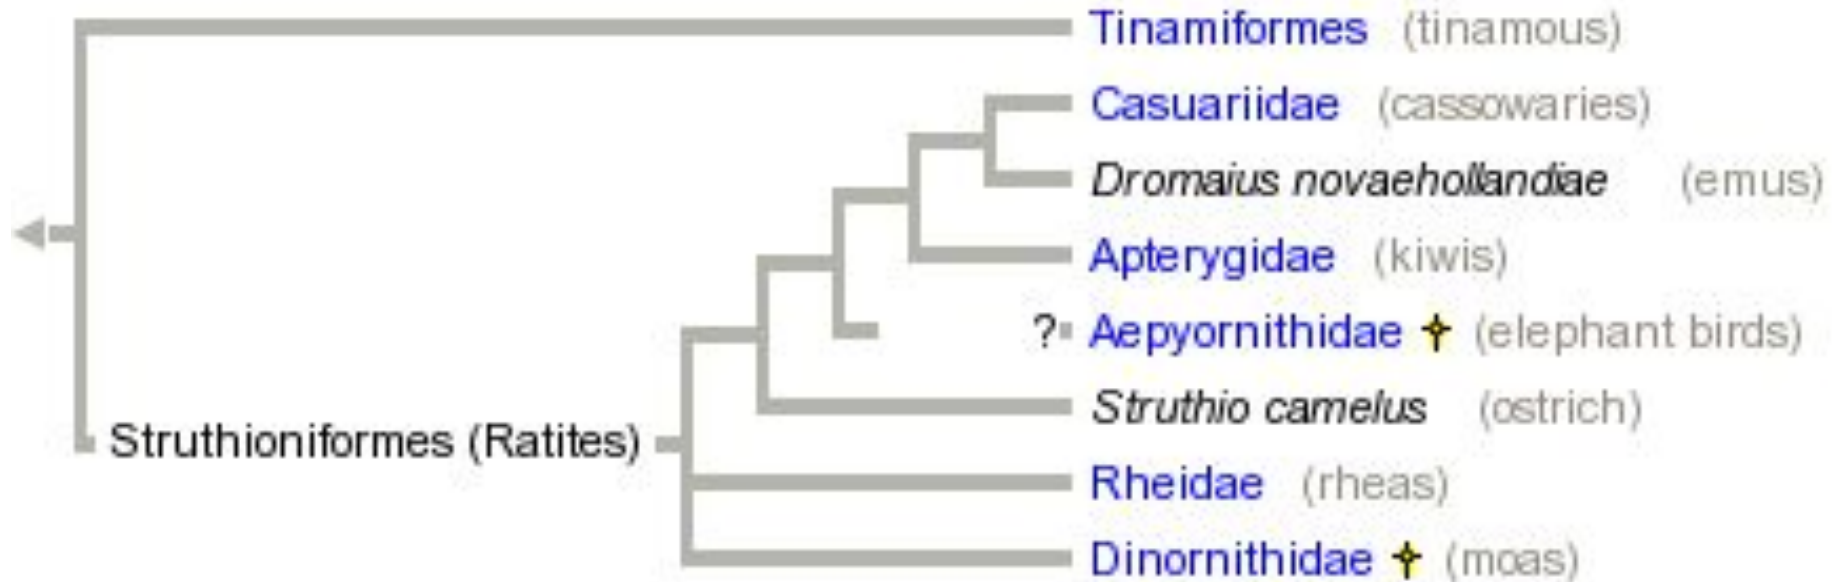 Tinamiformes (tinamous)
Casuariidae (cassowaries)
Dromaius novaehollandiae (emus)
Apterygidae (kiwis)
? Aepyornithidae (elephant birds)
Struthio camelus (ostrich)
Struthioniformes (Ratites)
Rheidae (rheas)
Dinornithidae (moas)